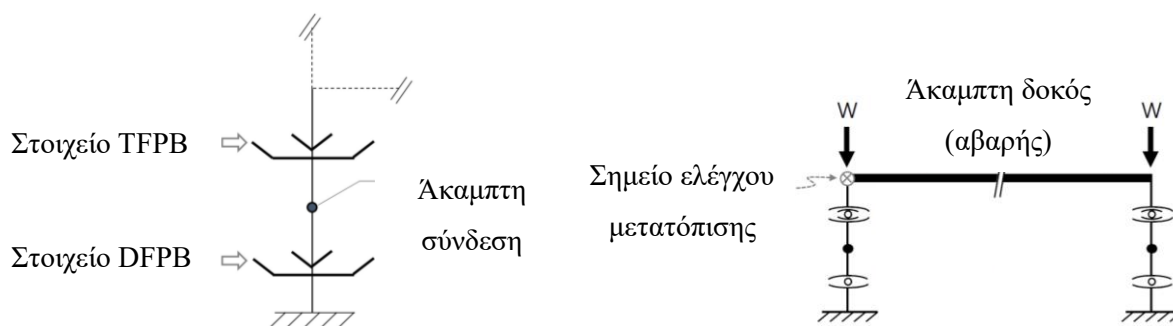 Στοιχείο TFPB
Στοιχείο DFPB
Άκαμπτη
σύνδεση
Άκαμπτη δοκός
(αβαρής)
W
W
Σημείο ελέγχου
μετατόπισης